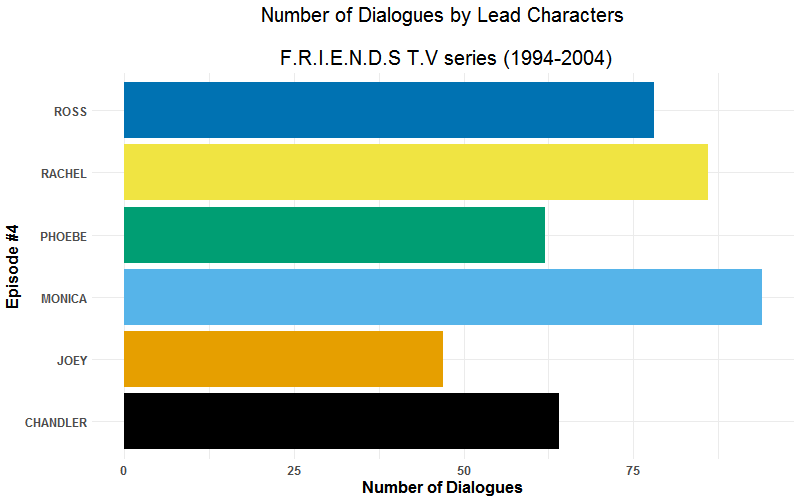 Number of Dialogues by Lead Characters
F.R.I.E.N.D.S T.V series (1994-2004)
Episode #4
ROSS
RACHEL
PHOEBE
MONICA
JOEY
CHANDLER
0 25 50 75
Number of Dialogues